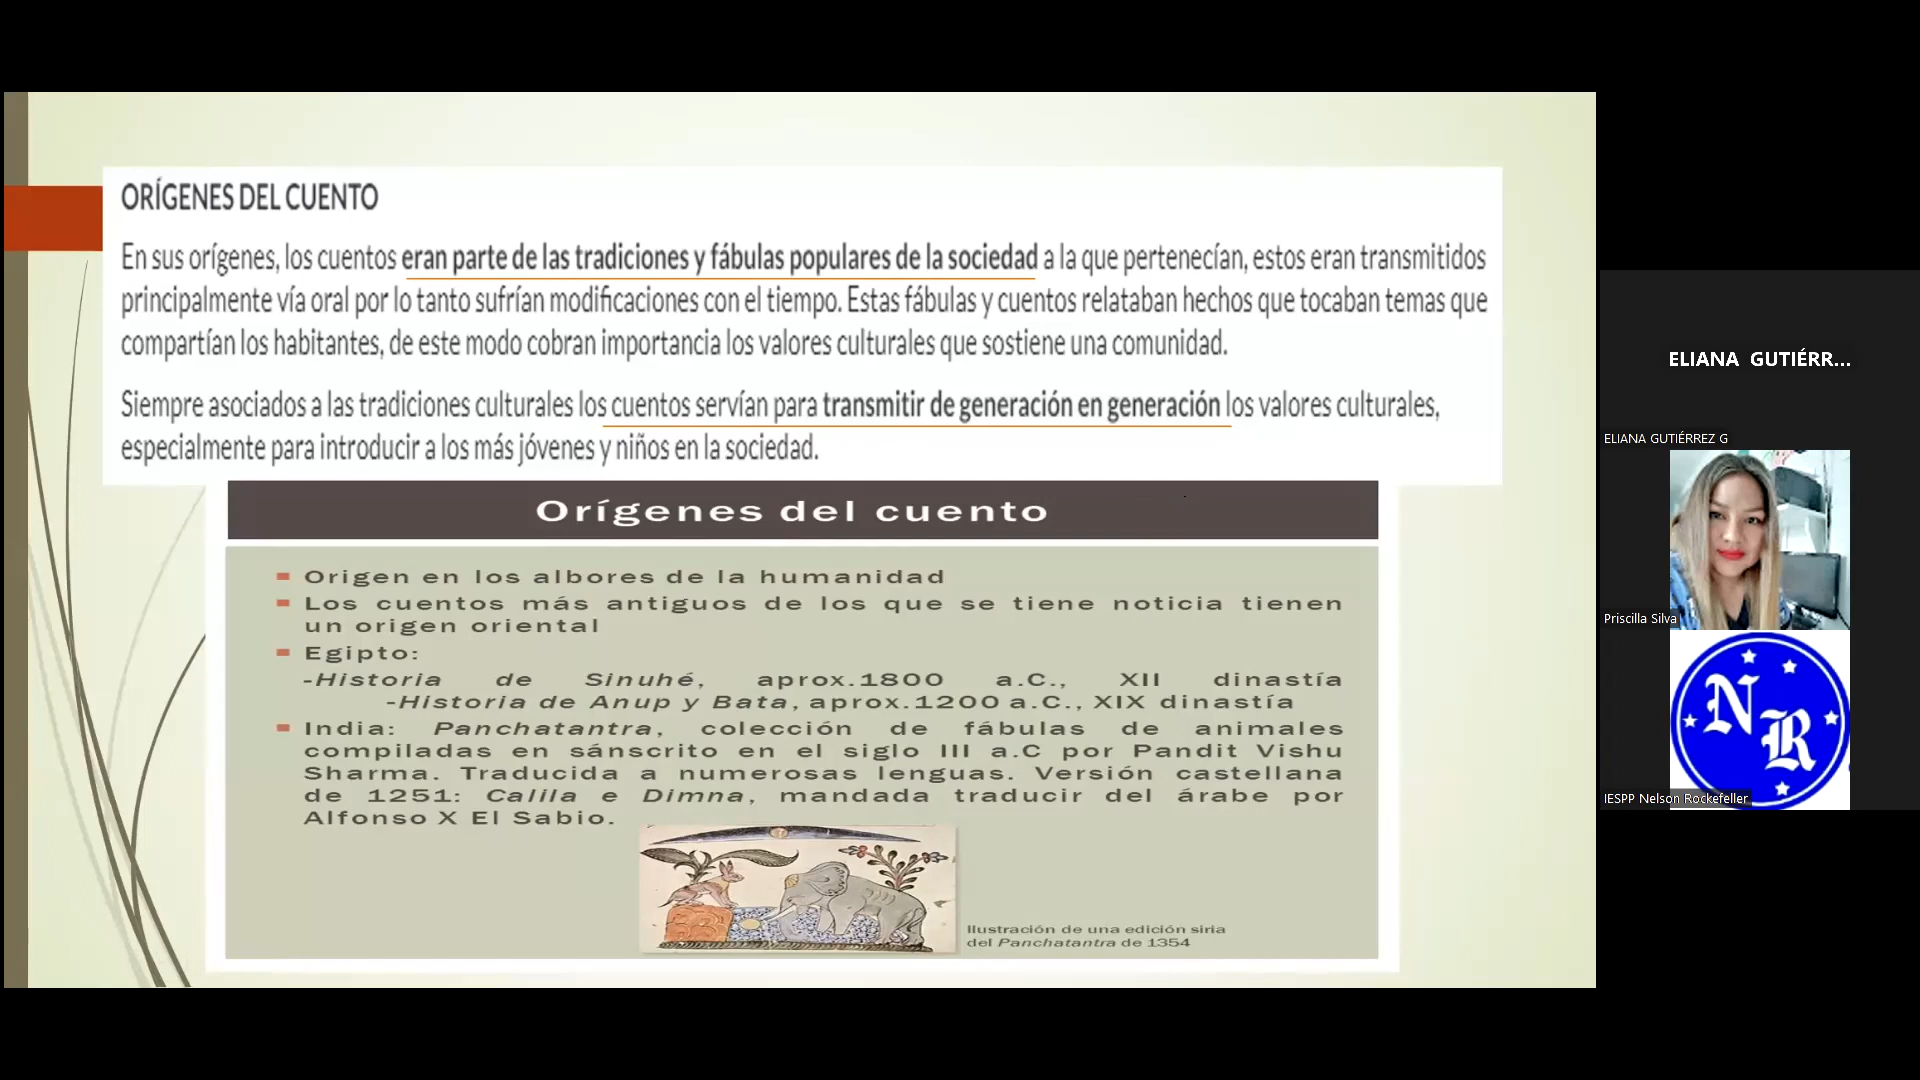 ORÍGENES DEL CUENTO
En sus orígenes, los cuentos eran parte de las tradiciones y fábulas populares de la sociedad a la que pertenecían, estos eran transmitidos
principalmente vía oral por lo tanto sufrían modificaciones con el tiempo. Estas fábulas y cuentos relataban hechos que tocaban temas que
compartían los habitantes, de este modo cobran importancia los valores culturales que sostiene una comunidad.
Siempre asociados a las tradiciones culturales los cuentos servían para transmitir de generación en generación los valores culturales,
especialmente para introducir a los más jóvenes y niños en la sociedad.
Orígenes del cuento
Origen en los albores de la humanidad
Los cuentos más antiguos de los que se tiene noticia tienen
un origen oriental
Egipto:
-Historia de Sinuhé, aprox.1800 a.C., XII dinastía
-Historia de Anup y Bata, aprox.1200 a.C., XIX dinastía
India: Panchatantra, colección de fábulas de animales
compiladas en sánscrito en el siglo III a.C por Pandit Vishu
Sharma. Traducida a numerosas lenguas. Versión castellana
de 1251: Calila e Dimna, mandada traducir del árabe por
Alfonso X El Sabio.
Ilustración de una edición siria
del Panchatantra de 1354
ELIANA GUTIÉRR...
ELIANA GUTIÉRREZ G
Priscilla Silva
N R
IESPP Nelson Rockefeller